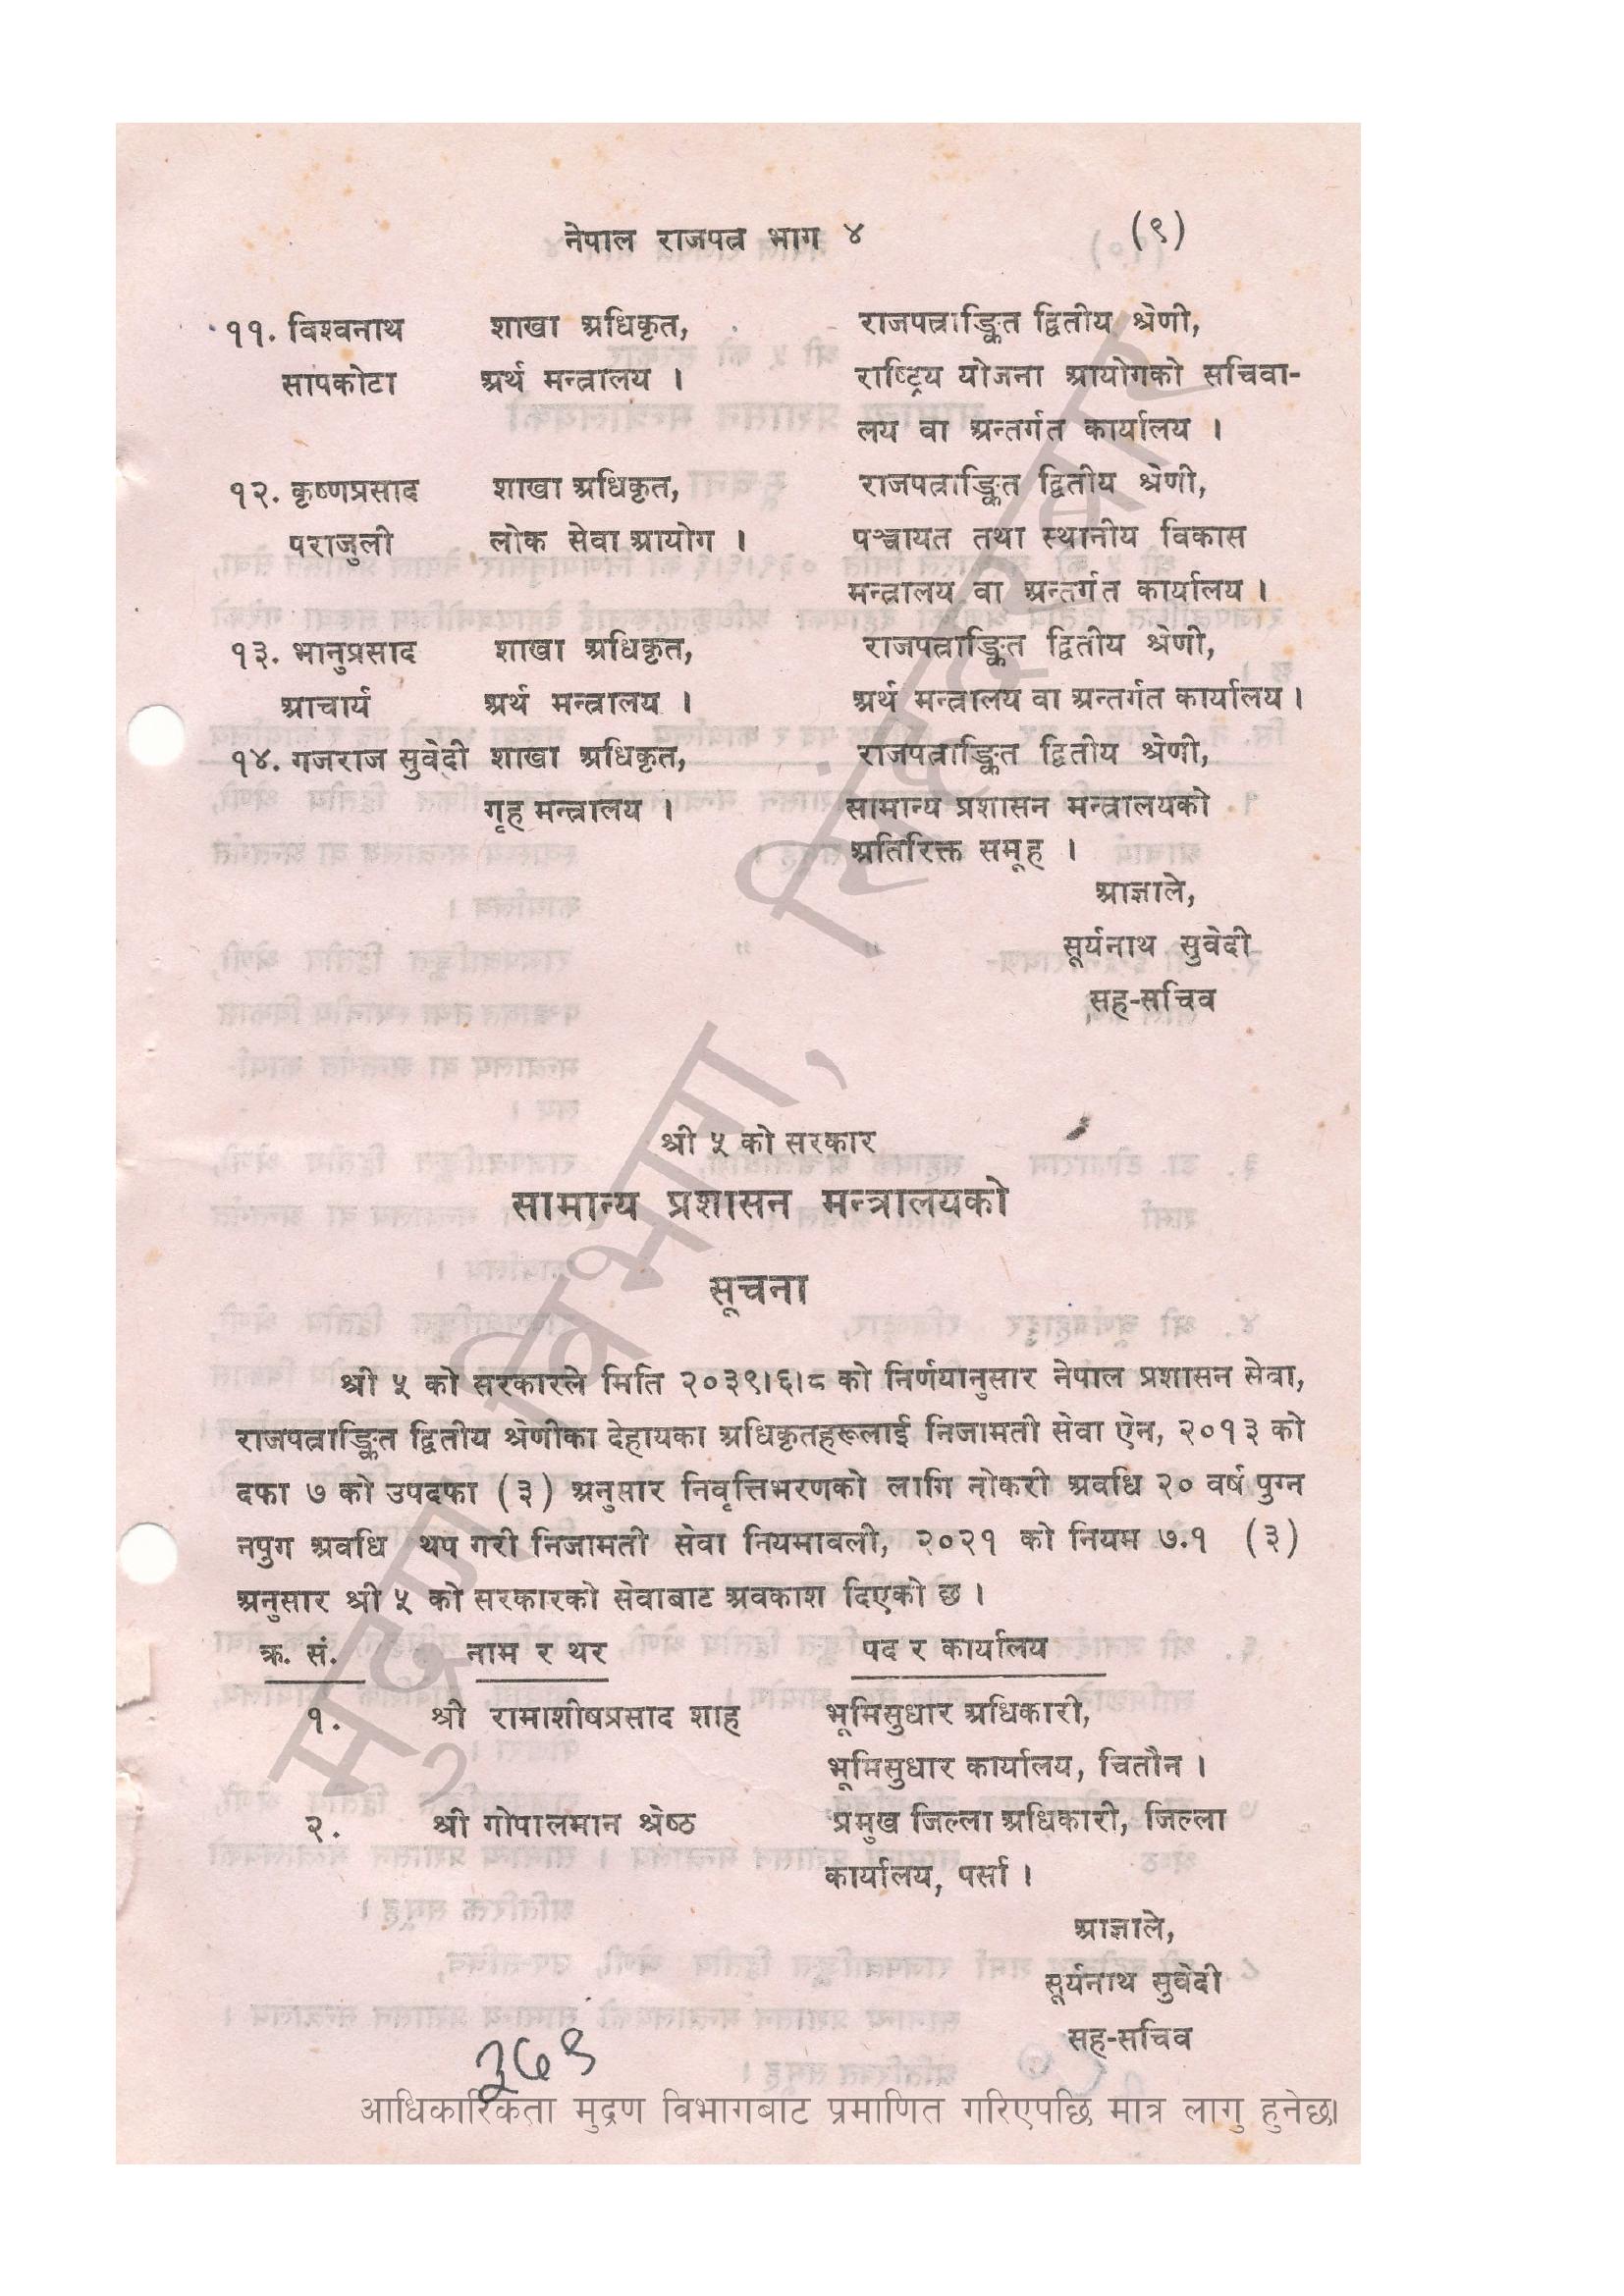 नेपाल राजपत्र भाग ४ (९)
११. विश्वनाथ शाखा अधिकृत, राजपत्राङ्कित द्वितीय श्रेणी,
सापकोटा अर्थ मन्त्रालय । राष्ट्रिय योजना आयोगको सचिवा-
लय वा अन्तर्गत कार्यालय ।
१२. कृष्णप्रसाद शाखा अधिकृत, राजपत्राङ्कित द्वितीय श्रेणी,
पराजुली लोक सेवा आयोग । पञ्चायत तथा स्थानीय विकास
मन्त्रालय वा अन्तर्गत कार्यालय ।
१३. भानुप्रसाद शाखा अधिकृत, राजपत्राङ्कित द्वितीय श्रेणी,
आचार्य अर्थ मन्त्रालय । अर्थ मन्त्रालय वा अन्तर्गत कार्यालय ।
१४. गजराज सुवेदी शाखा अधिकृत, राजपत्राङ्कित द्वितीय श्रेणी,
गृह मन्त्रालय । सामान्य प्रशासन मन्त्रालयको
अतिरिक्त समूह ।
आज्ञाले,
सूर्यनाथ सुवेदी
सह-सचिव
श्री ५ को सरकार
सामान्य प्रशासन मन्त्रालयको
सूचना
श्री ५ को सरकारले मिति २०३९।६।८ को निर्णयानुसार नेपाल प्रशासन सेवा,
राजपत्राङ्कित द्वितीय श्रेणीका देहायका अधिकृतहरूलाई निजामती सेवा ऐन, २०१३ को
दफा ७ को उपदफा (३) अनुसार निवृत्तिभरणको लागि नोकरी अवधि २० वर्ष पुग्न
नपुग अवधि थप गरी निजामती सेवा नियमावली, २०२१ को नियम ७.१ (३)
अनुसार श्री ५ को सरकारको सेवाबाट अवकाश दिएको छ ।
क्र. सं. नाम र थर पद र कार्यालय
१. श्री रामाशीषप्रसाद शाह भूमिसुधार अधिकारी,
भूमिसुधार कार्यालय, चितौन ।
२. श्री गोपालमान श्रेष्ठ प्रमुख जिल्ला अधिकारी, जिल्ला
कार्यालय, पर्सा ।
आज्ञाले,
सूर्यनाथ सुवेदी
सह-सचिव
आधिकारिकता मुद्रण विभागबाट प्रमाणित गरिएपछि मात्र लागु हुनेछ।
मुद्रण विभाग, सिंहदरबार